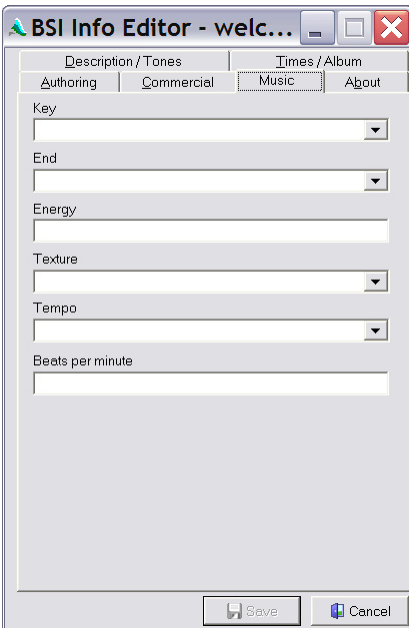 BSI Info Editor - welc...
Description / Tones Times / Album
Authoring Commercial Music About
Key
End
Energy
Texture
Tempo
Beats per minute
Save Cancel